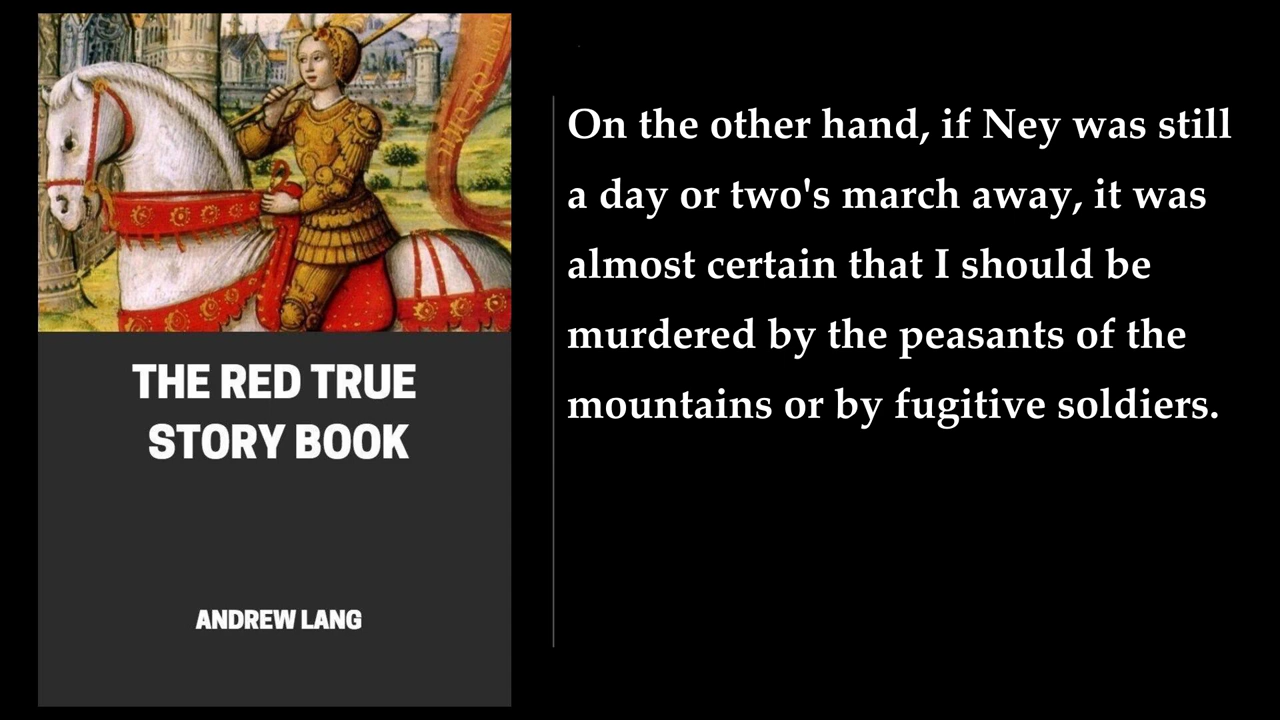 THE RED TRUE
STORY BOOK
ANDREW LANG
On the other hand, if Ney was still
a day or two's march away, it was
almost certain that I should be
murdered by the peasants of the
mountains or by fugitive soldiers.